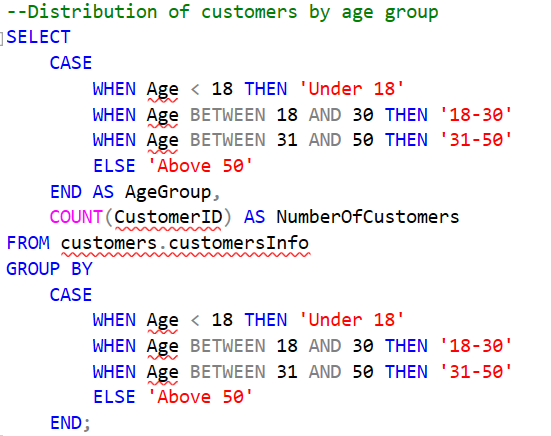 --Distribution of customers by age group
SELECT
    CASE
        WHEN Age < 18 THEN 'Under 18'
        WHEN Age BETWEEN 18 AND 30 THEN '18-30'
        WHEN Age BETWEEN 31 AND 50 THEN '31-50'
        ELSE 'Above 50'
    END AS AgeGroup,
    COUNT(CustomerID) AS NumberOfCustomers
FROM customers.customersInfo
GROUP BY
    CASE
        WHEN Age < 18 THEN 'Under 18'
        WHEN Age BETWEEN 18 AND 30 THEN '18-30'
        WHEN Age BETWEEN 31 AND 50 THEN '31-50'
        ELSE 'Above 50'
    END;